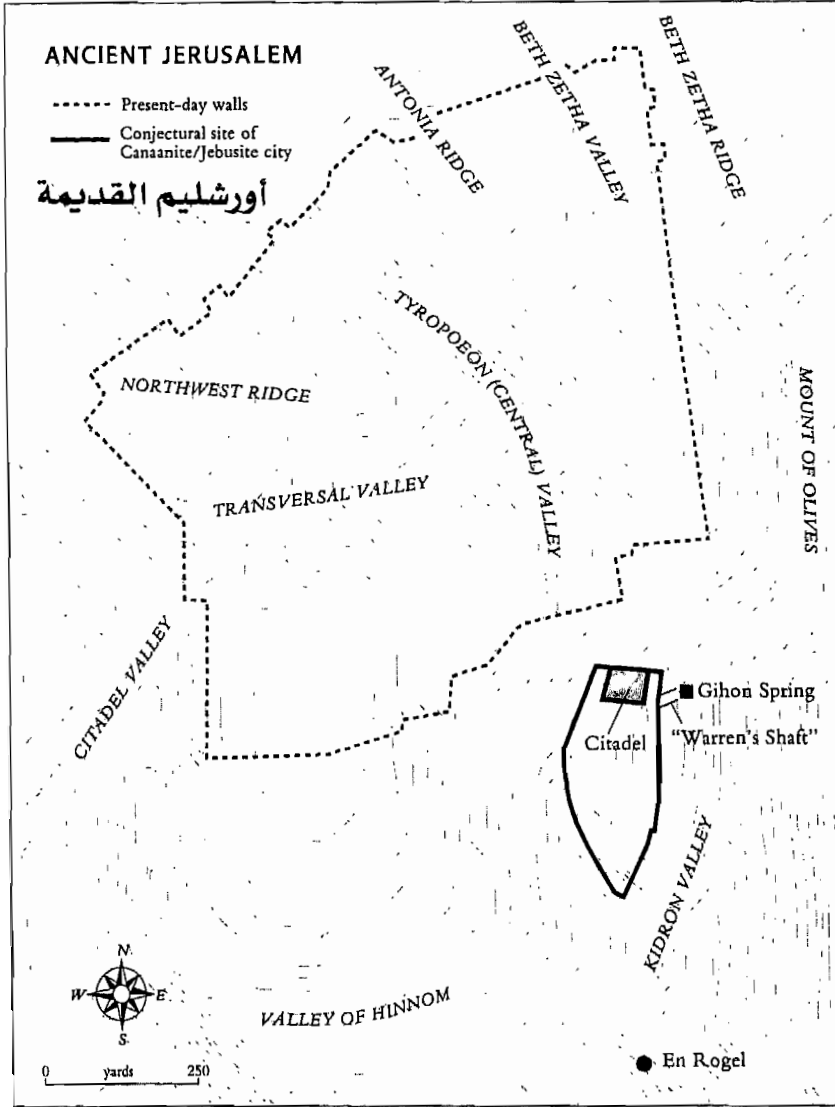 ANCIENT JERUSALEM
Present-day walls
Conjectural site of
Canaanite/Jebusite city
أورشليم القديمة
ANTONIA RIDGE
BETH ZETHA VALLEY
BETH ZETHA RIDGE
TYROPOEON (CENTRAL) VALLEY
NORTHWEST RIDGE
MOUNT OF OLIVES
TRANSVERSAL VALLEY
CITADEL VALLEY
Gihon Spring
Citadel
"Warren's Shaft"
KIDRON VALLEY
N
W
E
S
VALLEY OF HINNOM
0 yards 250
En Rogel